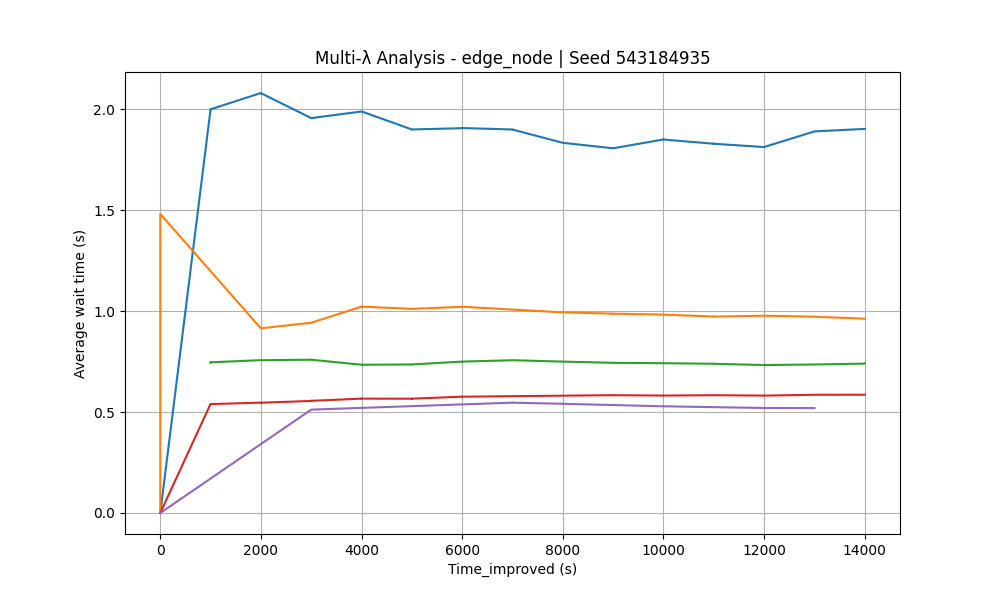 Multi-λ Analysis - edge_node | Seed 543184935
Average wait time (s)
2.0
1.5
1.0
0.5
0.0
0 2000 4000 6000 8000 10000 12000 14000
Time_improved (s)